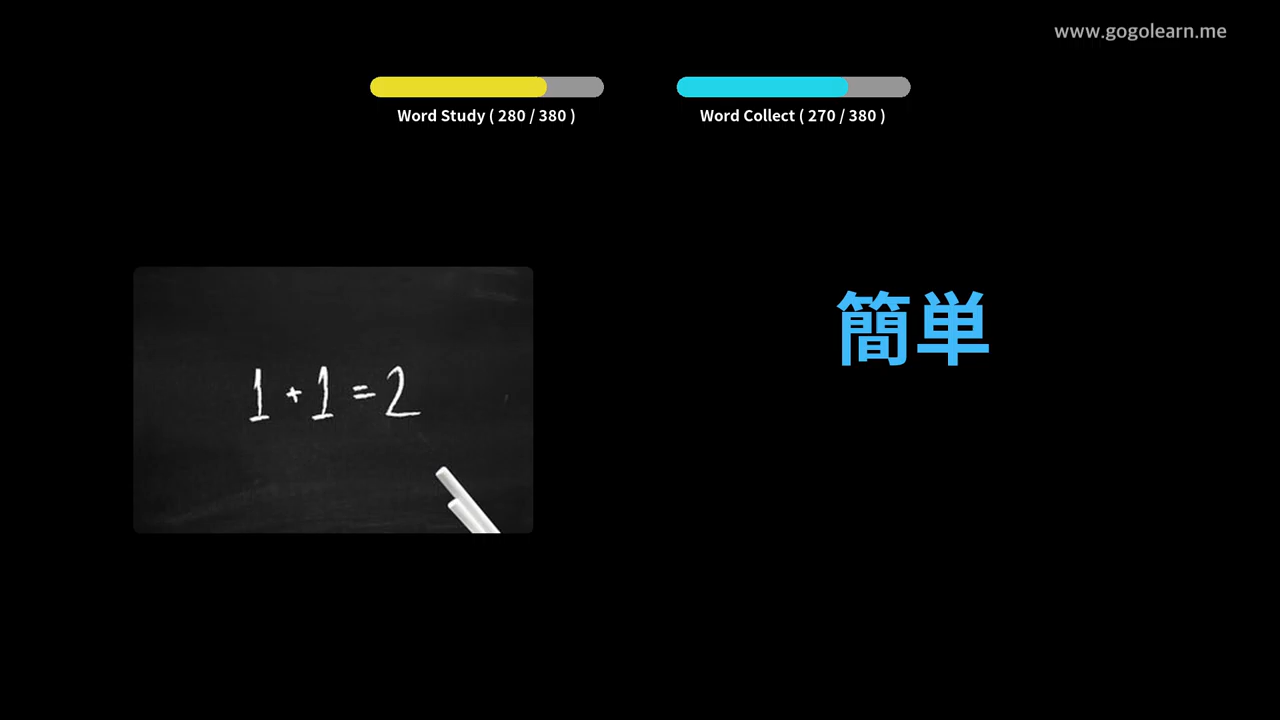 www.gogolearn.me
Word Study ( 280 / 380 )
Word Collect ( 270 / 380 )
簡単
1 + 1 = 2